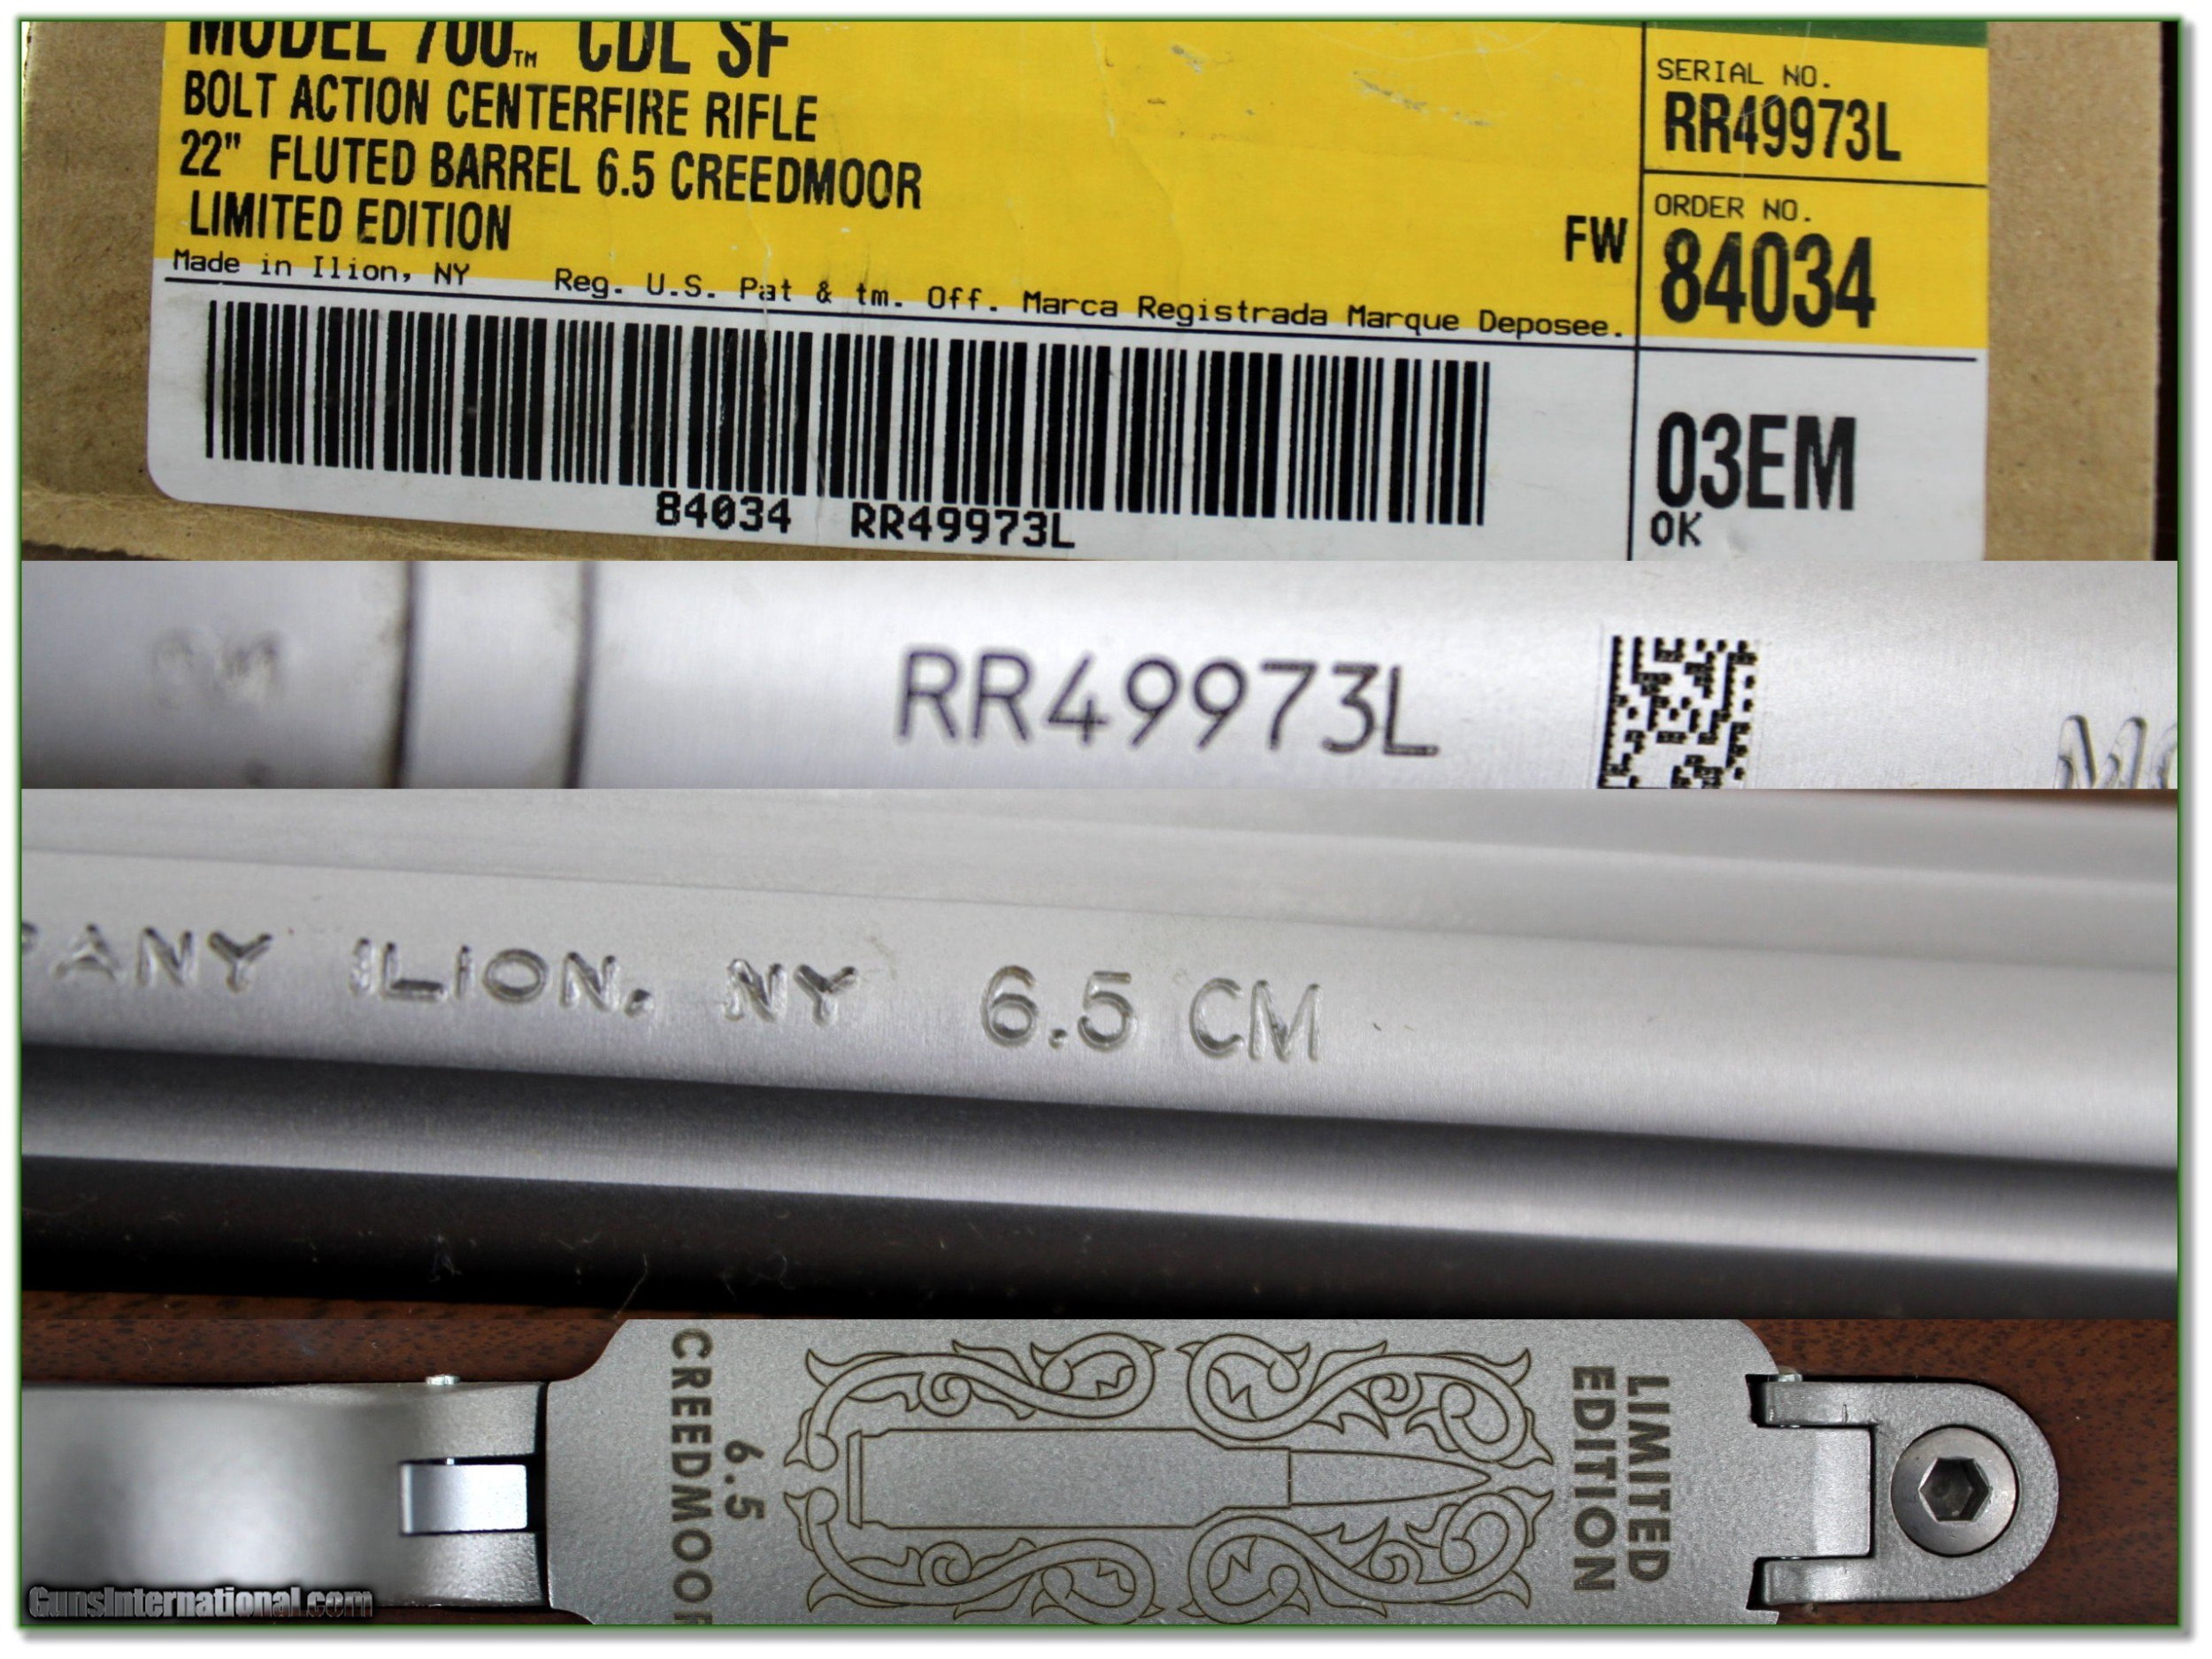 MODEL 700™ CDL SF
BOLT ACTION CENTERFIRE RIFLE
22" FLUTED BARREL 6.5 CREEDMOOR
LIMITED EDITION
FW
Made in Ilion, NY Reg. U.S. Pat & tm. Off. Marca Registrada Marque Deposee.
SERIAL NO.
RR49973L
ORDER NO.
84034
84034 RR49973L
03EM
OK
RR49973L
ILION, NY 6.5 CM
6.5
CREEDMOOR
LIMITED
EDITION
GunsInternational.com